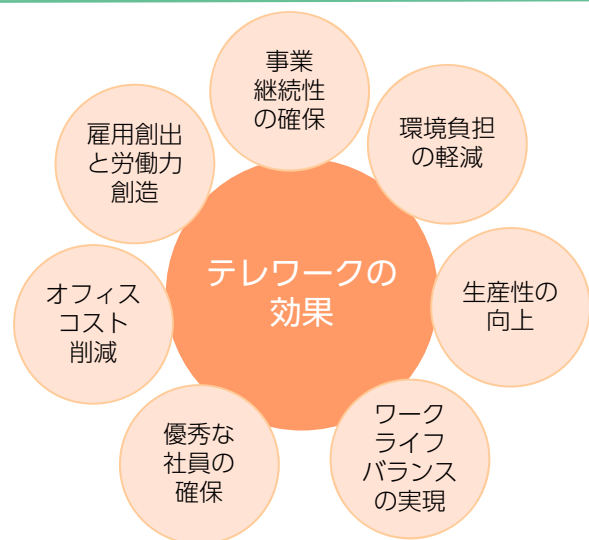 テレワークの
効果
事業
継続性
の確保
環境負担
の軽減
生産性の
向上
ワーク
ライフ
バランス
の実現
優秀な
社員の
確保
オフィス
コスト
削減
雇用創出
と労働力
創造